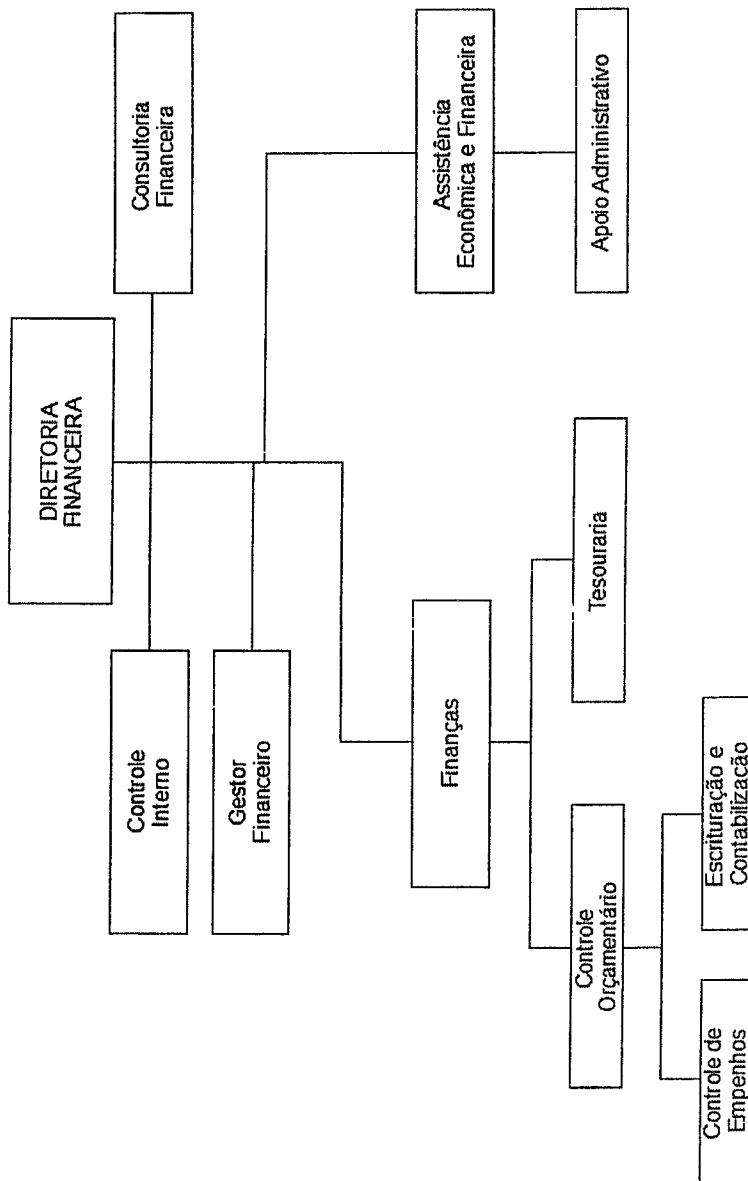 DIRETORIA
FINANCEIRA
Controle
Interno
Consultoria
Financeira
Gestor
Financeiro
Finanças
Assistência
Econômica e Financeira
Controle
Orçamentário
Tesouraria
Apoio Administrativo
Controle de
Empenhos
Escrituração e
Contabilização